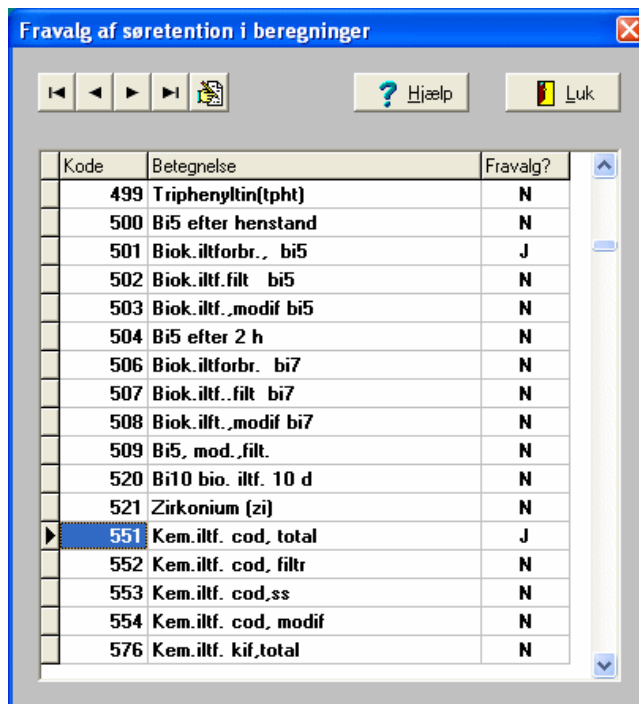 Fravalg af søretention i beregninger
? Hjælp Luk
Kode Betegnelse Fravalg?
499 Triphenyltin(tpht) N
500 Bi5 efter henstand N
501 Biok.iltforbr., bi5 J
502 Biok.iltf.filt bi5 N
503 Biok.iltf.,modif bi5 N
504 Bi5 efter 2 h N
506 Biok.iltforbr. bi7 N
507 Biok.iltf..filt bi7 N
508 Biok.ilft.,modif bi7 N
509 Bi5, mod.,filt. N
520 Bi10 bio. iltf. 10 d N
521 Zirkonium (zi) N
551 Kem.iltf. cod, total J
552 Kem.iltf. cod, filtr N
553 Kem.iltf. cod,ss N
554 Kem.iltf. cod, modif N
576 Kem.iltf. kif,total N